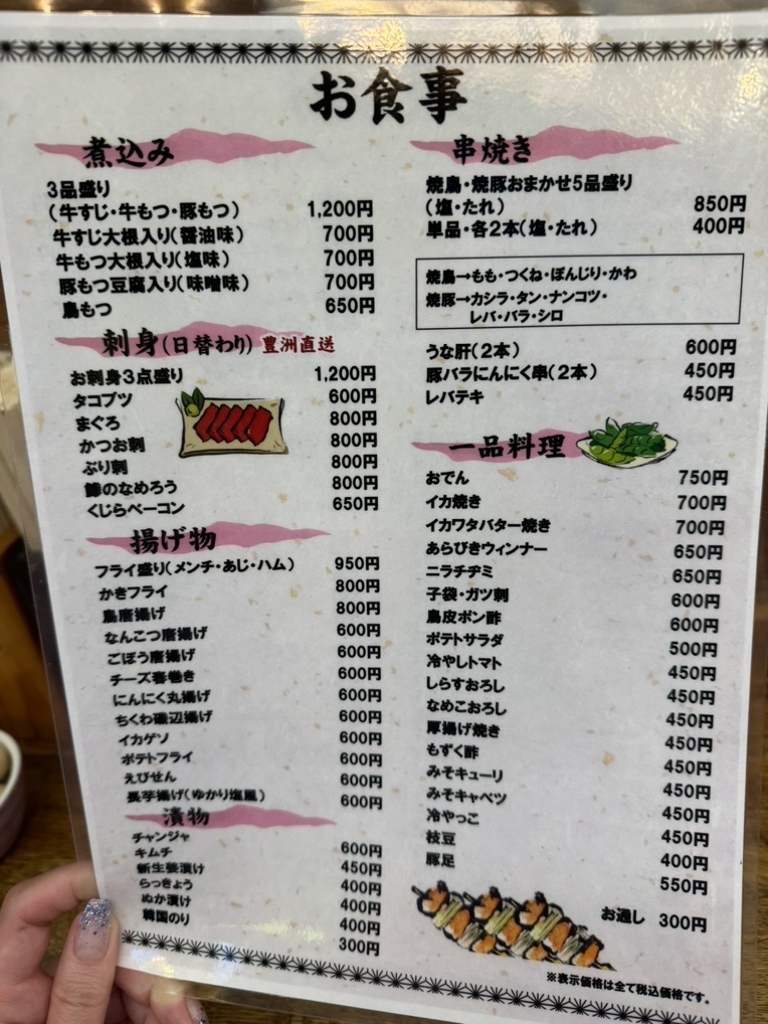 お食事
煮込み
3品盛り
(牛すじ・牛もつ・豚もつ) 1,200円
牛すじ大根入り(醤油味) 700円
牛もつ大根入り(塩味) 700円
豚もつ豆腐入り(味噌味) 700円
鳥もつ 650円
刺身(日替わり) 豊洲直送
お刺身3点盛り 1,200円
タコブツ 600円
まぐろ 800円
かつお刺 800円
ぶり刺 800円
鯵のなめろう 800円
くじらベーコン 650円
揚げ物
フライ盛り(メンチ・あじ・ハム) 950円
かきフライ 800円
鳥唐揚げ 800円
なんこつ唐揚げ 600円
ごぼう唐揚げ 600円
チーズ春巻き 600円
にんにく丸揚げ 600円
ちくわ磯辺揚げ 600円
イカゲソ 600円
ポテトフライ 600円
えびせん 600円
長芋揚げ(ゆかり塩風) 600円
漬物
チャンジャ 600円
キムチ 450円
新生姜漬け 400円
らっきょう 400円
ぬか漬け 400円
韓国のり 300円
串焼き
焼鳥・焼豚おまかせ5品盛り
(塩・たれ) 850円
単品・各2本(塩・たれ) 400円
焼鳥→もも・つくね・ぼんじり・かわ
焼豚→カシラ・タン・ナンコツ・
レバ・バラ・シロ
うな肝(2本) 600円
豚バラにんにく串(2本) 450円
レバテキ 450円
一品料理
おでん 750円
イカ焼き 700円
イカワタバター焼き 700円
あらびきウィンナー 650円
ニラチヂミ 650円
子袋・ガツ刺 600円
鳥皮ポン酢 600円
ポテトサラダ 500円
冷やしトマト 450円
しらすおろし 450円
なめこおろし 450円
厚揚げ焼き 450円
もずく酢 450円
みそキューリ 450円
みそキャベツ 450円
冷やっこ 450円
枝豆 400円
豚足 550円
お通し 300円
※表示価格は全て税込価格です。